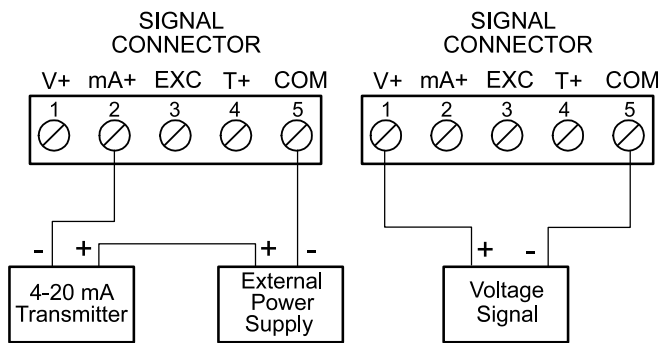 SIGNAL
CONNECTOR
V+ mA+ EXC T+ COM
1 2 3 4 5
- + + -
4-20 mA
Transmitter
External
Power
Supply
SIGNAL
CONNECTOR
V+ mA+ EXC T+ COM
1 2 3 4 5
+ -
Voltage
Signal